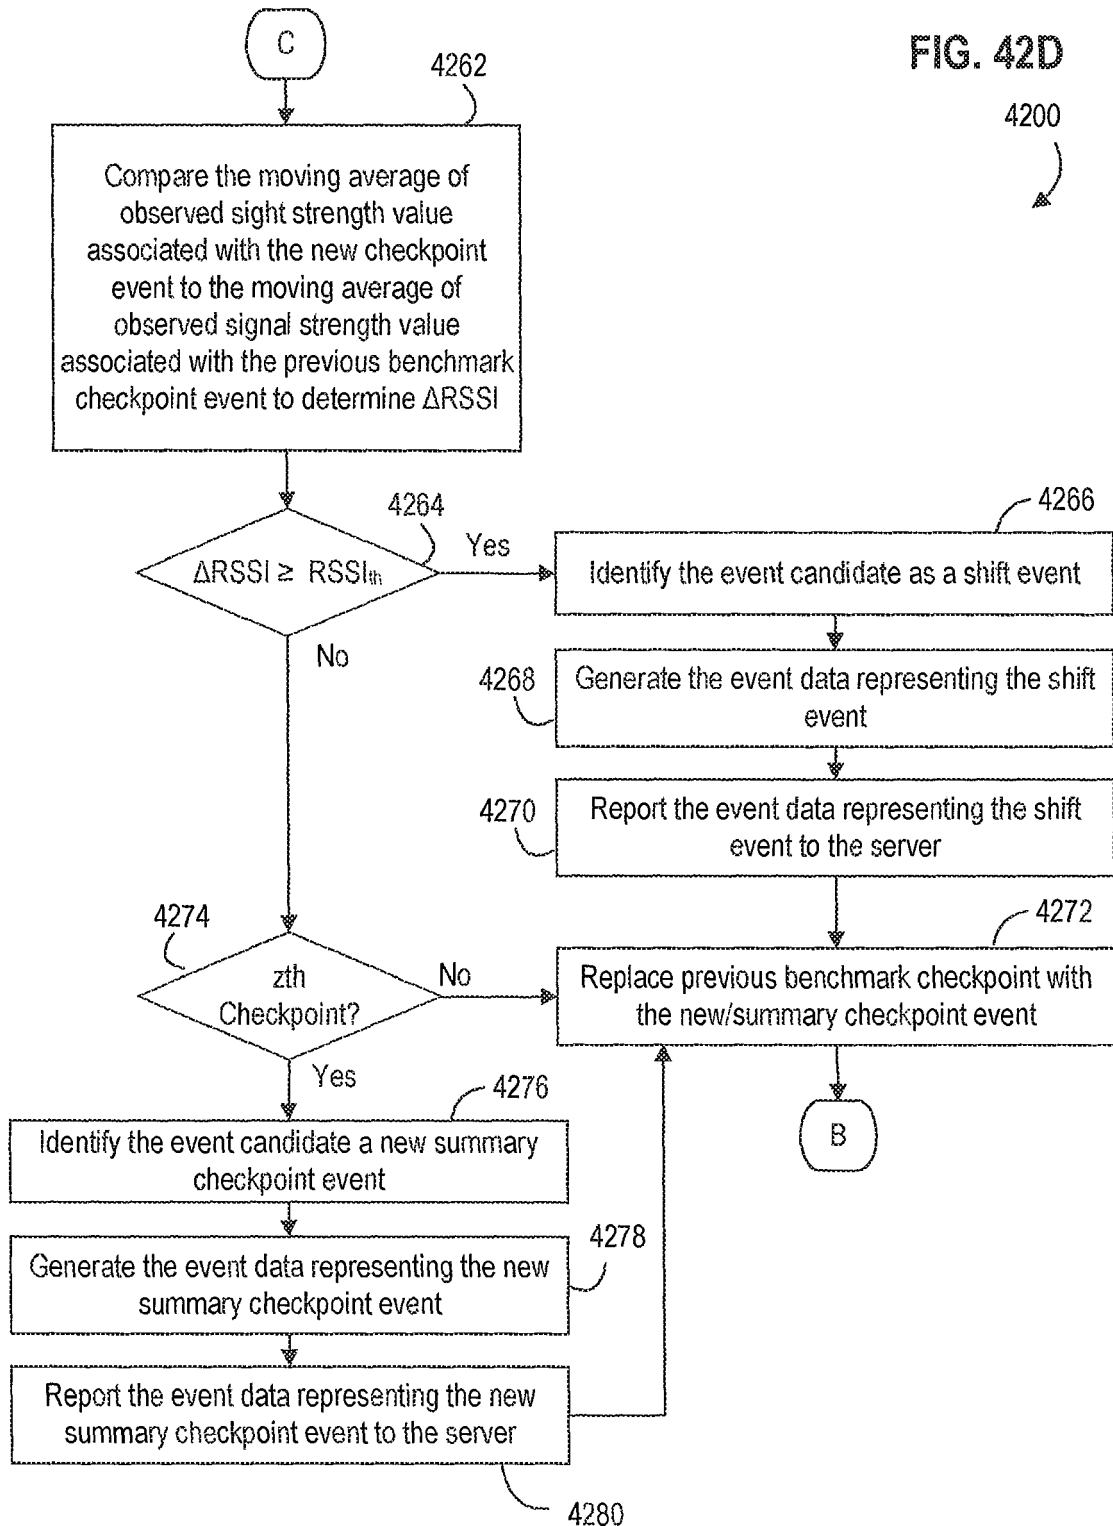 C
FIG. 42D
4262
4200
Compare the moving average of
observed sight strength value
associated with the new checkpoint
event to the moving average of
observed signal strength value
associated with the previous benchmark
checkpoint event to determine ΔRSSI
4264
ΔRSSI ≥ RSSIth
Yes
No
4266
Identify the event candidate as a shift event
4268
Generate the event data representing the shift
event
4270
Report the event data representing the shift
event to the server
4272
Replace previous benchmark checkpoint with
the new/summary checkpoint event
B
4274
zth
Checkpoint?
No
Yes
4276
Identify the event candidate a new summary
checkpoint event
4278
Generate the event data representing the new
summary checkpoint event
Report the event data representing the new
summary checkpoint event to the server
4280